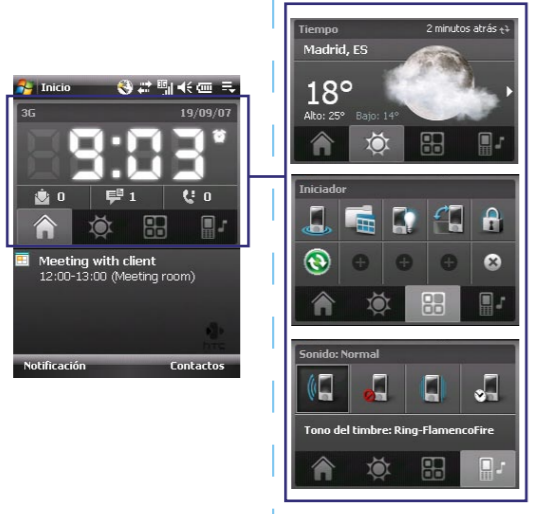 Inicio
3G 19/09/07
9:03
0 1 0
Meeting with client
12:00-13:00 (Meeting room)
hTC
Notificación Contactos
Tiempo 2 minutos atrás
Madrid, ES
18°
Alto: 25° Bajo: 14°
Iniciador
Sonido: Normal
Tono del timbre: Ring-FlamencoFire